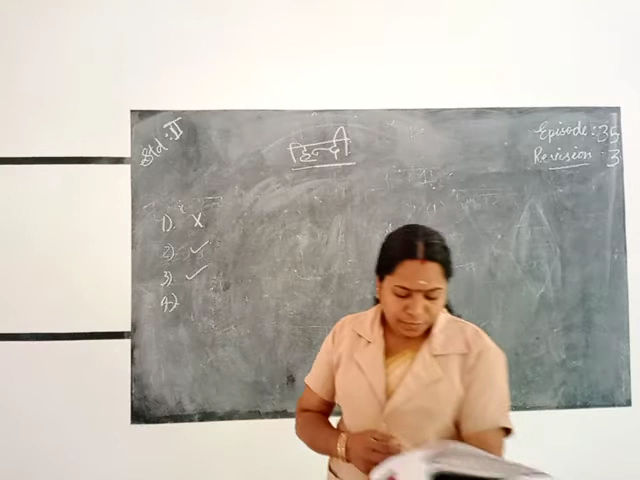 Std : II
हिन्दी
Episode : 35
Revision : 3
1). X
2) ✓
3) ✓
4)